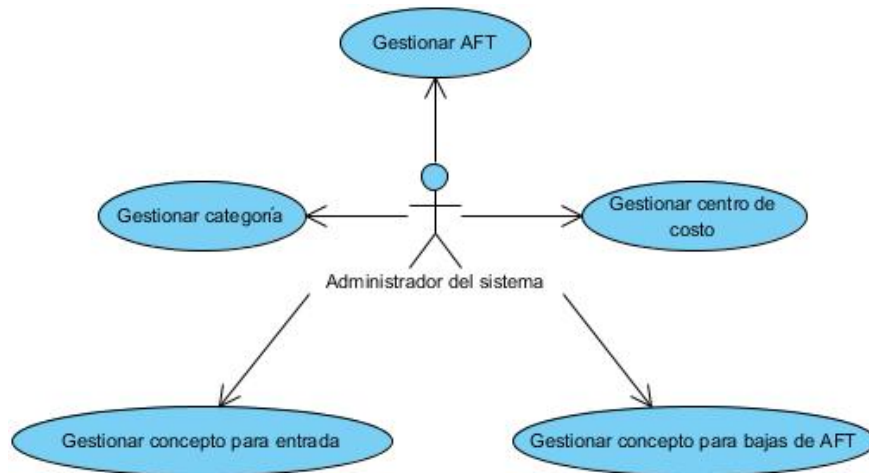 Gestionar AFT
Gestionar categoría
Gestionar centro de
costo
Administrador del sistema
Gestionar concepto para entrada
Gestionar concepto para bajas de AFT